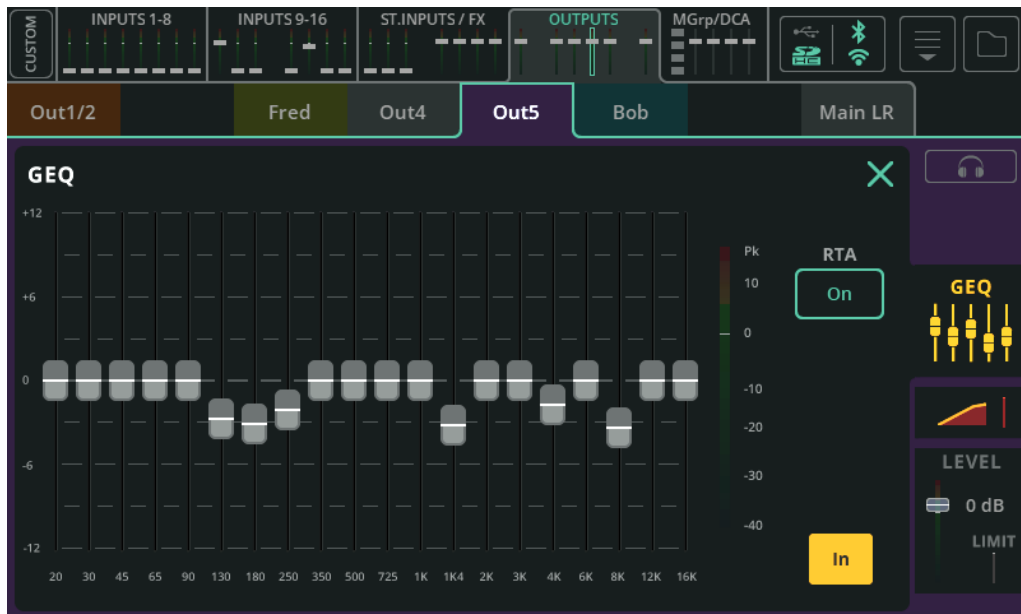 CUSTOM
INPUTS 1-8
INPUTS 9-16
ST.INPUTS / FX
OUTPUTS
MGrp/DCA
Out1/2
Fred
Out4
Out5
Bob
Main LR
GEQ
+12
+6
0
-6
-12
20 30 45 65 90 130 180 250 350 500 725 1K 1K4 2K 3K 4K 6K 8K 12K 16K
Pk
10
0
-10
-20
-30
-40
RTA
On
In
GEQ
LEVEL
0 dB
LIMIT